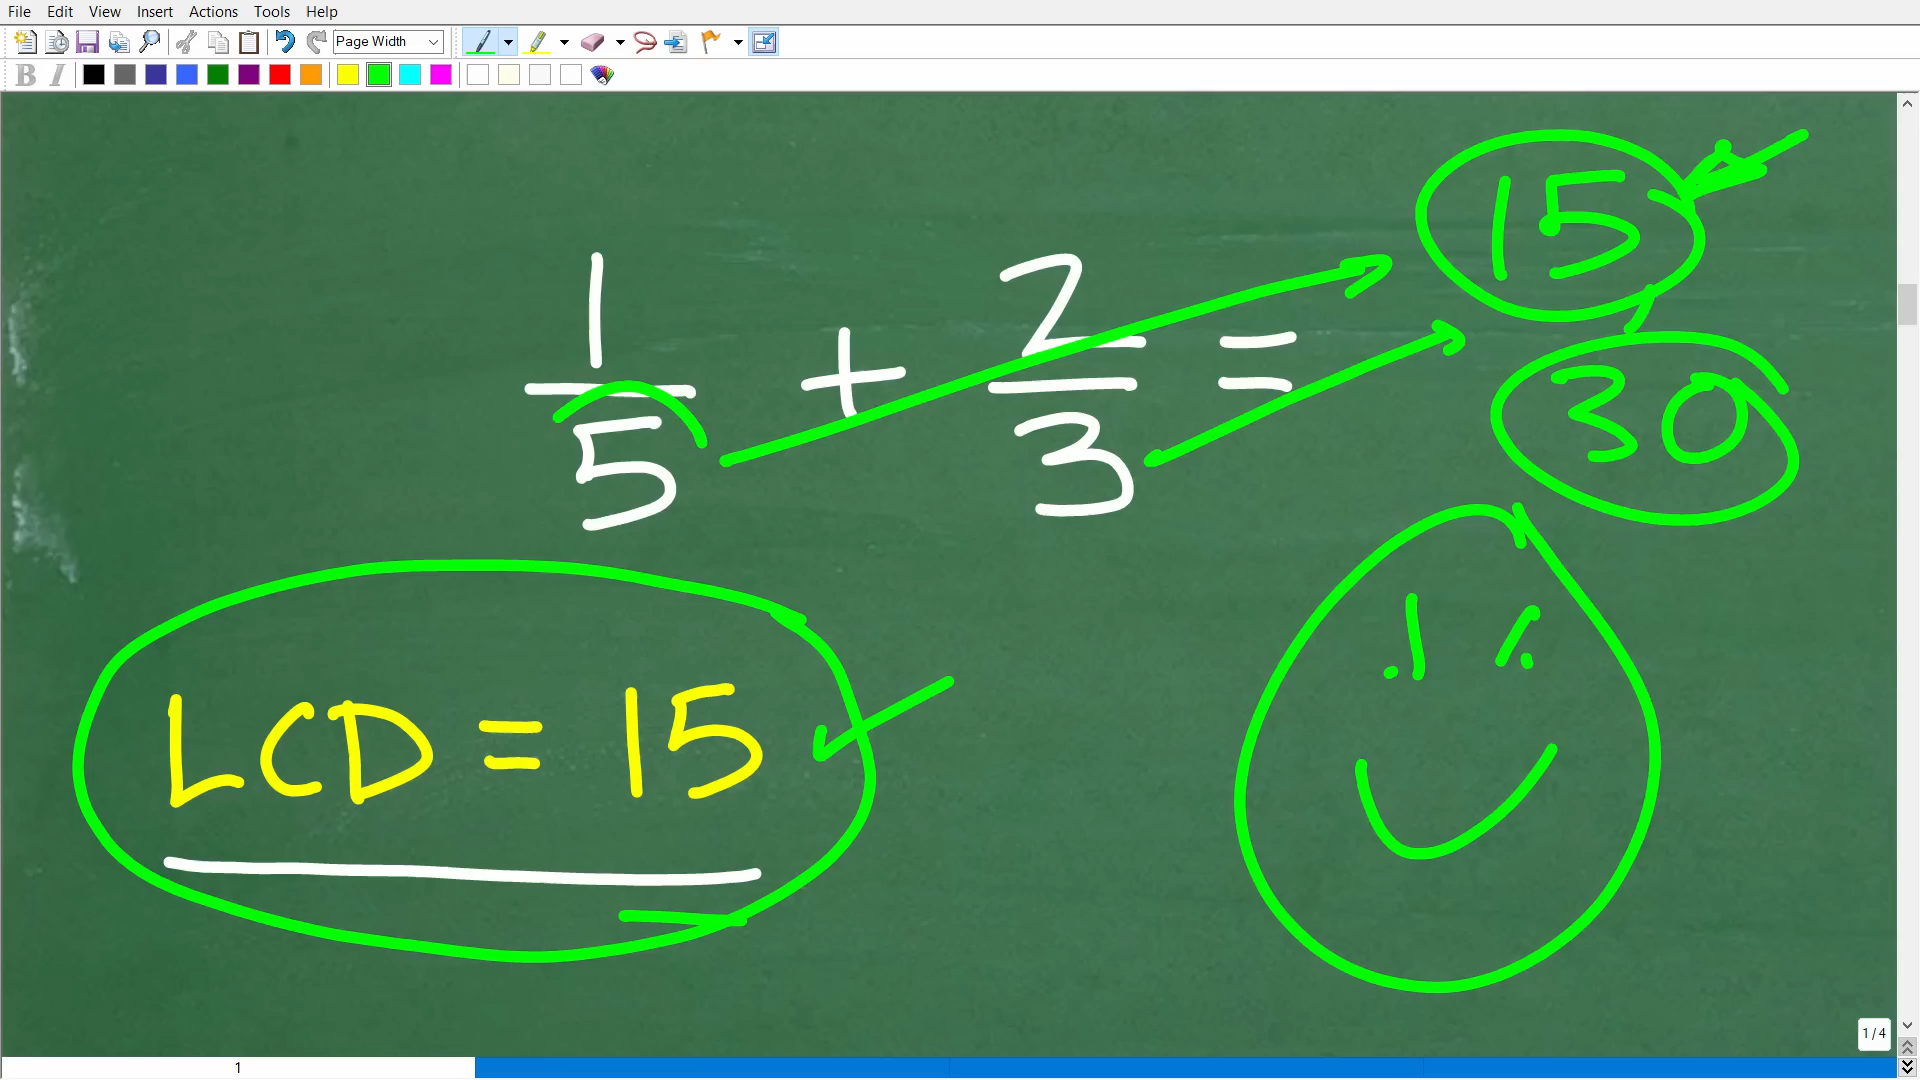 File Edit View Insert Actions Tools Help
Page Width
B I
15,
30
1/5 + 2/3 =
LCD = 15
1 / 4
1